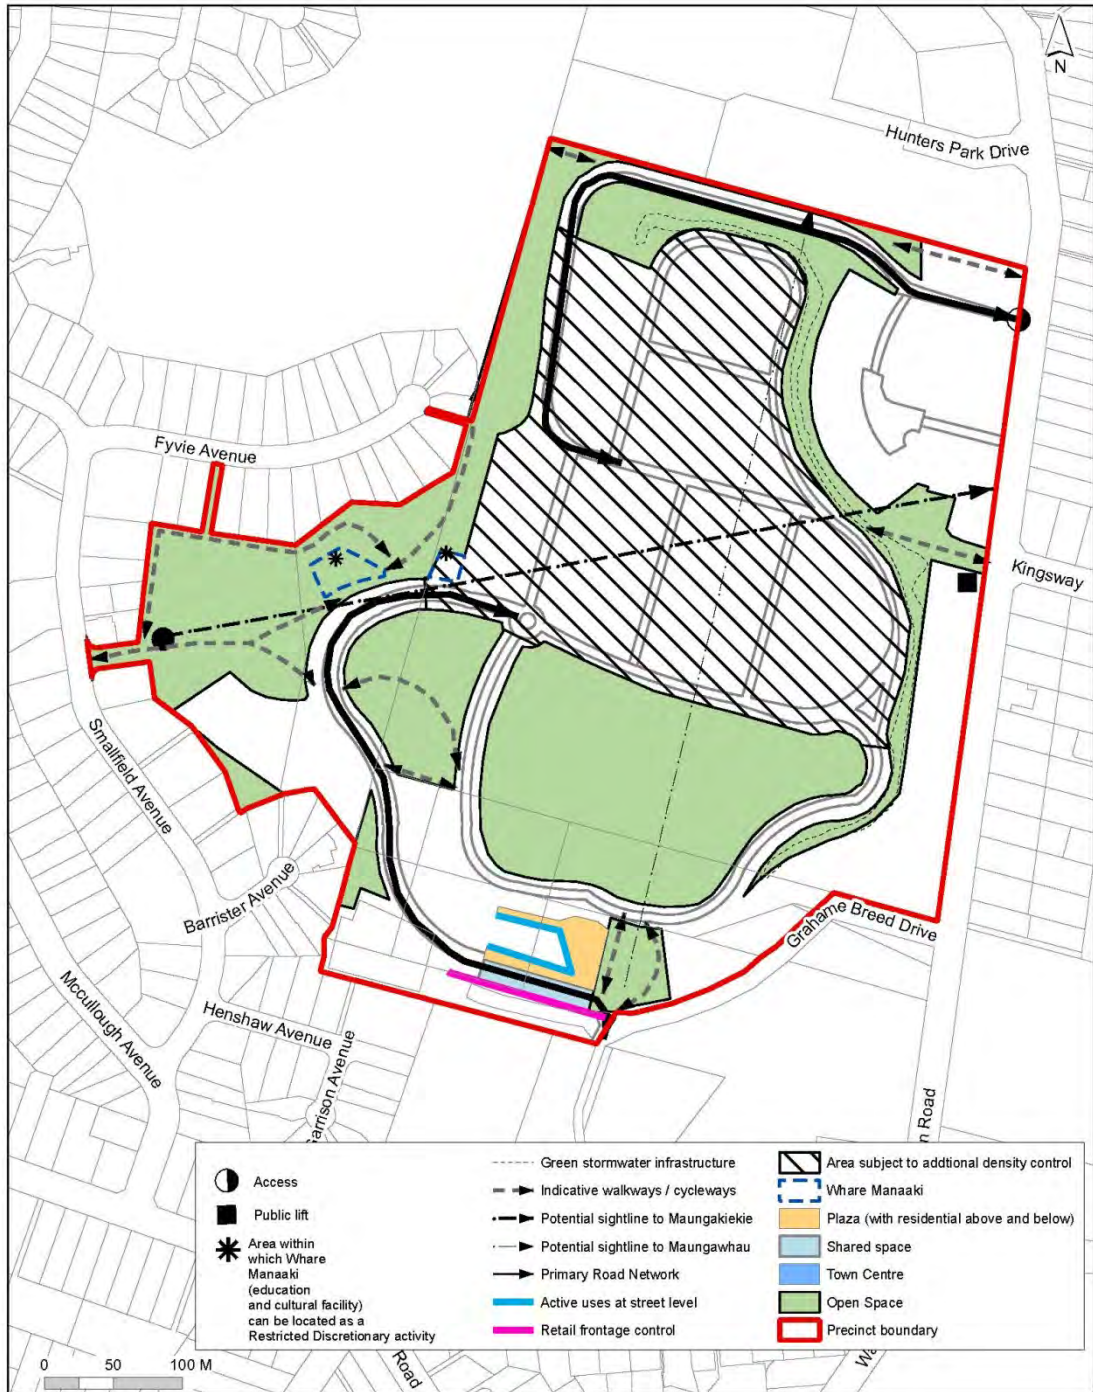 N
Hunters Park Drive
Fyvie Avenue
Kingsway
Smallfield Avenue
Barrister Avenue
Grahame Breed Drive
Mccullough Avenue
Henshaw Avenue
Garrison Avenue
Road
Road
Access
Public lift
Area within
which Whare
Manaaki
(education
and cultural facility)
can be located as a
Restricted Discretionary activity
Green stormwater infrastructure
Indicative walkways / cycleways
Potential sightline to Maungakiekie
Potential sightline to Maungawhau
Primary Road Network
Active uses at street level
Retail frontage control
Area subject to addtional density control
Whare Manaaki
Plaza (with residential above and below)
Shared space
Town Centre
Open Space
Precinct boundary
0 50 100 M